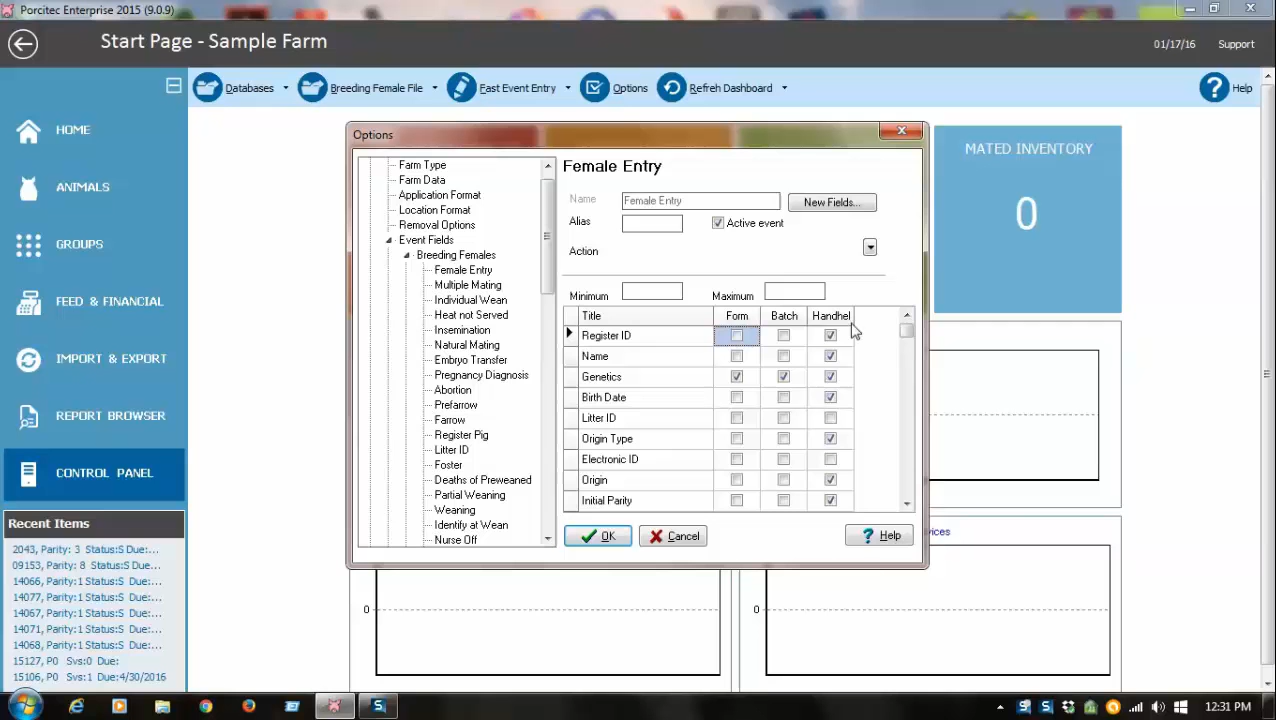 Porcitec Enterprise 2015 (9.0.9)
Start Page - Sample Farm
01/17/16
Support
Databases
Breeding Female File
Fast Event Entry
Options
Refreh Dashboard
Help
HOME
ANIMALS
GROUPS
FEED & FINANCIAL
IMPORT & EXPORT
REPORT BROWSER
CONTROL PANEL
Recent Items
2043, Parity: 3 Status:S Due:...
09153, Parity: 8 Status:S Due...
14066, Parity:1 Status:S Due:...
14077, Parity:1 Status:S Due:...
14067, Parity:1 Status:S Due:...
14071, Parity:1 Status:S Due:...
14068, Parity:1 Status:S Due:...
15127, P0 Svs:0 Due:
15106, P0 Svs:1 Due:4/30/2016
Options
Farm Type
Farm Data
Application Format
Location Format
Removal Options
Event Fields
Breeding Females
Female Entry
Multiple Mating
Individual Wean
Heat not Served
Insemination
Natural Mating
Embryo Transfer
Pregnancy Diagnosis
Abortion
Prefarrow
Farrow
Register Pig
Litter ID
Foster
Deaths of Preweaned
Partial Weaning
Weaning
Identify at Wean
Nurse Off
Female Entry
Name
Female Entry
New Fields...
Alias
Active event
Action
Minimum
Maximum
Title Form Batch Handhel
Register ID
Name
Genetics
Birth Date
Litter ID
Origin Type
Electronic ID
Origin
Initial Parity
OK
Cancel
Help
MATED INVENTORY
0
vices
0
0
12:31 PM